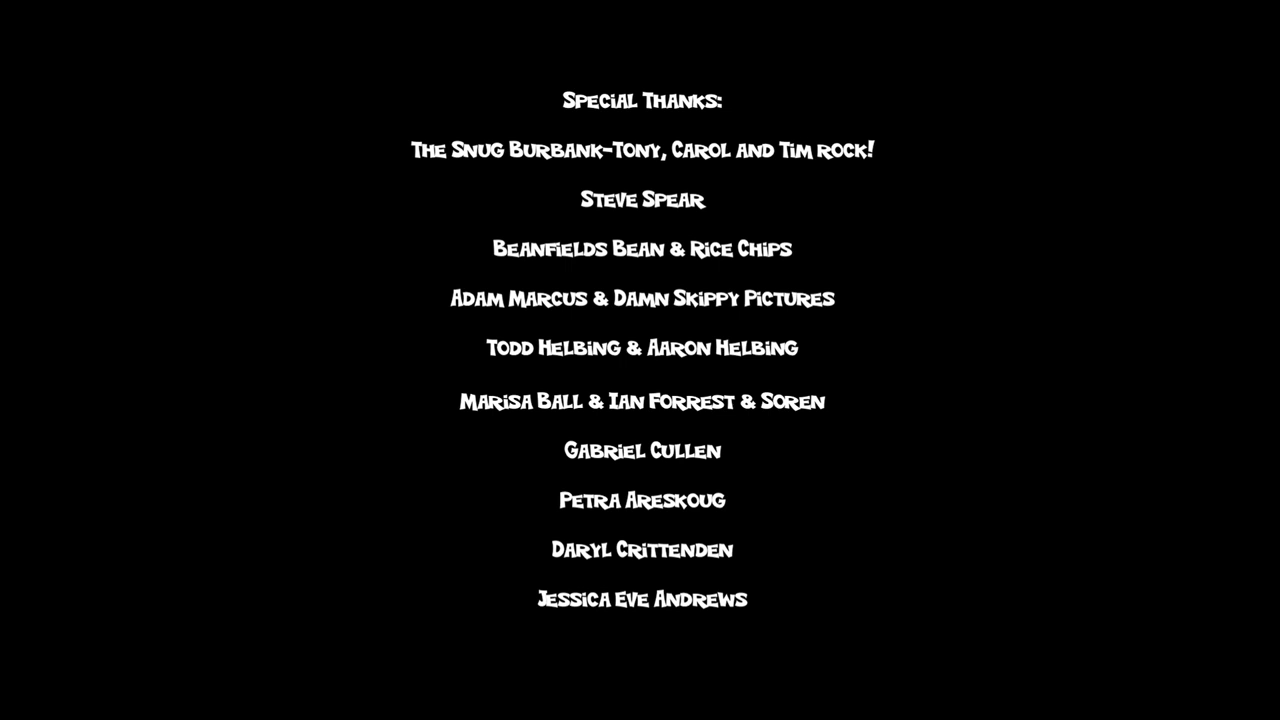 Special Thanks:
The Snug Burbank-Tony, Carol and Tim rock!
Steve Spear
Beanfields Bean & Rice Chips
Adam Marcus & Damn Skippy Pictures
Todd Helbing & Aaron Helbing
Marisa Ball & Ian Forrest & Soren
Gabriel Cullen
Petra Areskoug
Daryl Crittenden
Jessica Eve Andrews